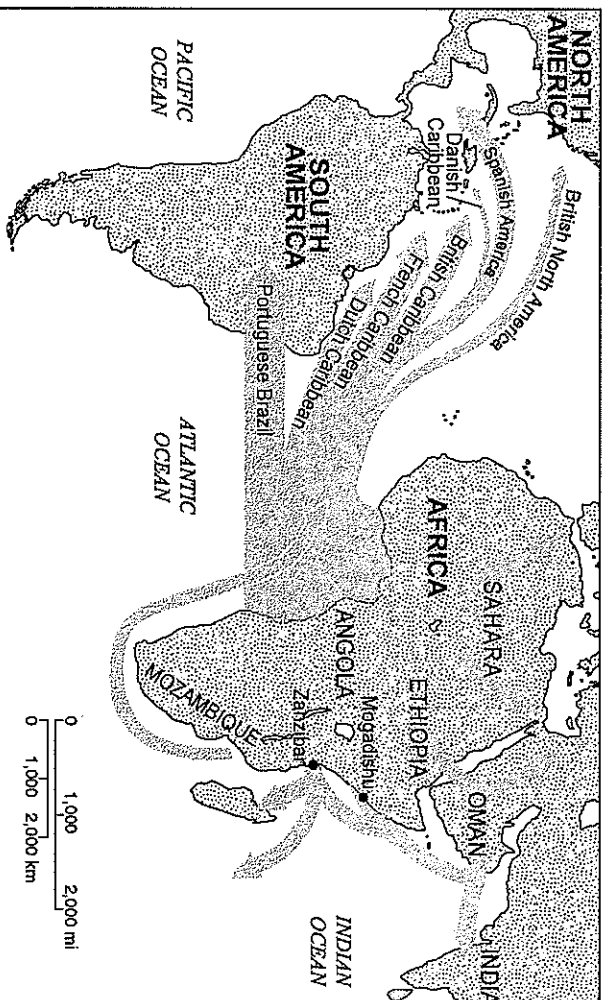 NORTH
AMERICA
British North America
Spanish America
Danish
Caribbean
British Caribbean
French Caribbean
Dutch Caribbean
SOUTH
AMERICA
Portuguese Brazil
PACIFIC
OCEAN
ATLANTIC
OCEAN
AFRICA
SAHARA
ETHIOPIA
ANGOLA
Mogadishu
Zanzibar
MOZAMBIQUE
OMAN
INDIA
INDIAN
OCEAN
0 1,000 2,000 mi
0 1,000 2,000 km